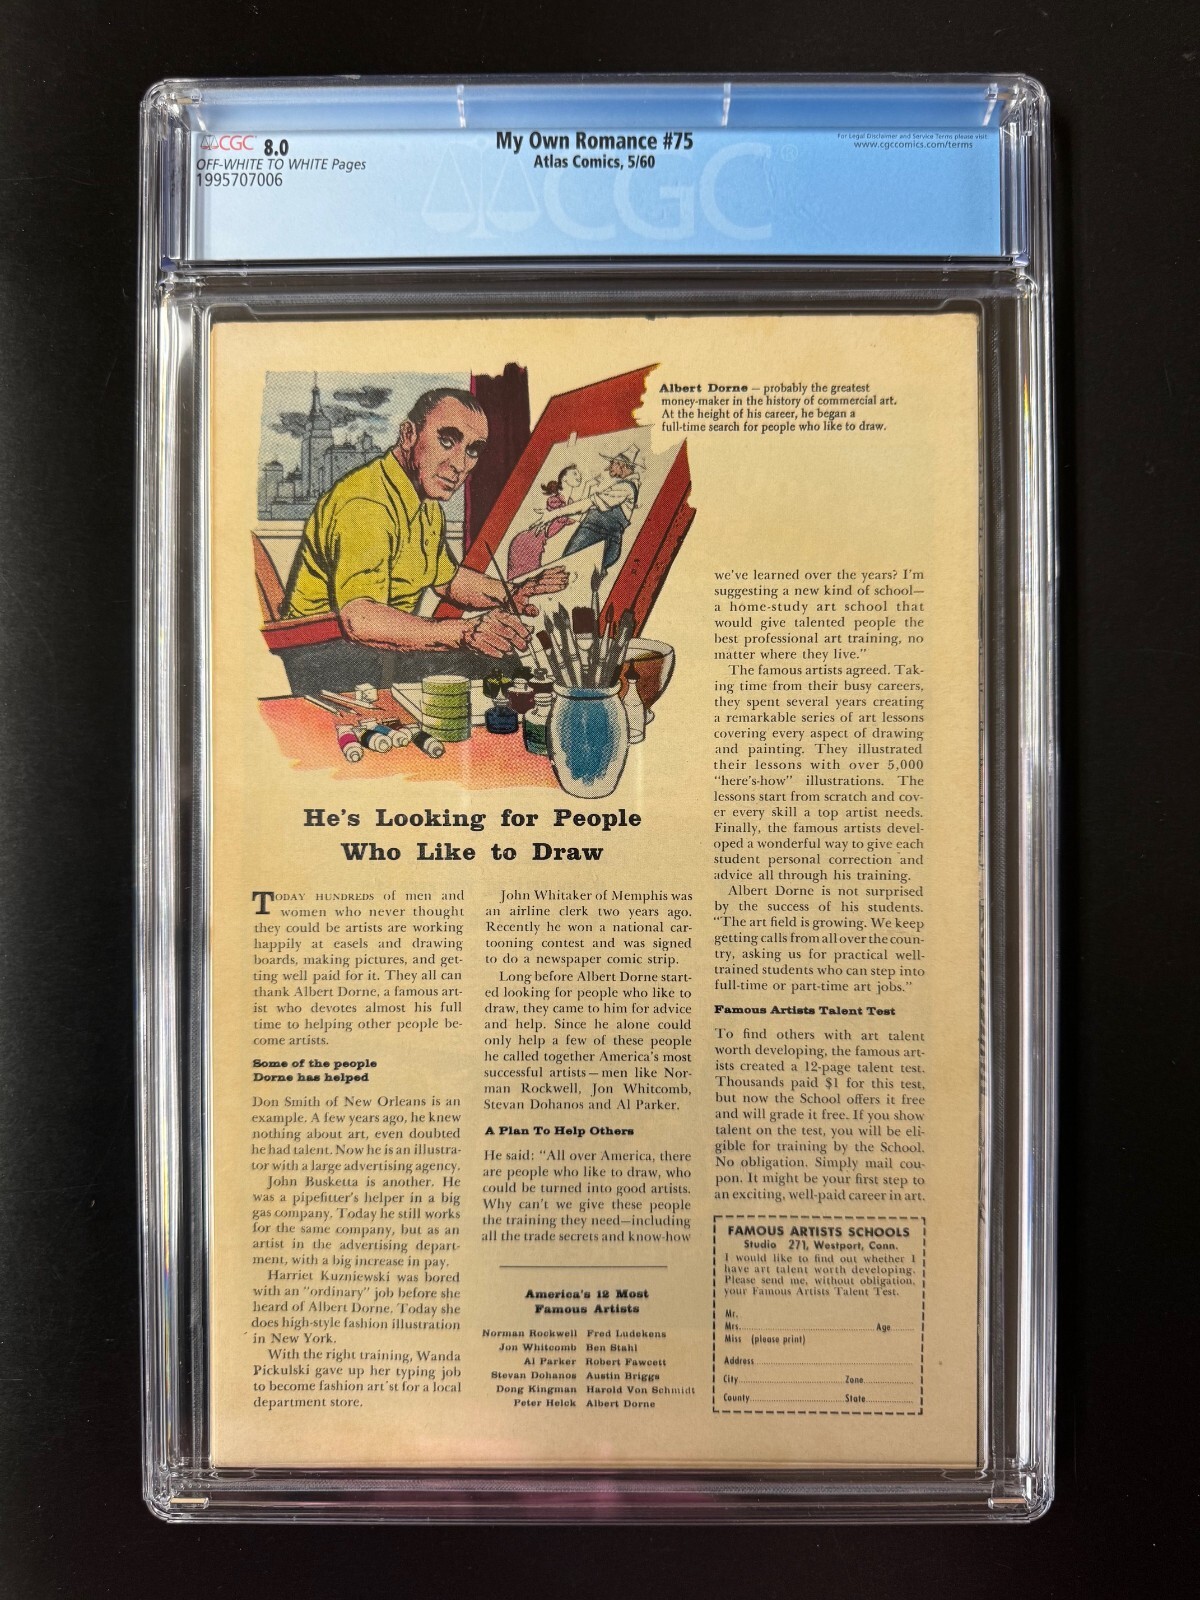 CGC 8.0
OFF-WHITE TO WHITE Pages
1995707006
My Own Romance #75
Atlas Comics, 5/60
For Legal Disclaimer and Service Terms please visit:
www.cgccomics.com/terms
CGC®
Albert Dorne — probably the greatest
money-maker in the history of commercial art.
At the height of his career, he began a
full-time search for people who like to draw.
He's Looking for People
Who Like to Draw
TODAY HUNDREDS of men and
women who never thought
they could be artists are working
happily at easels and drawing
boards, making pictures, and get-
ting well paid for it. They all can
thank Albert Dorne, a famous art-
ist who devotes almost his full
time to helping other people be-
come artists.
Some of the people
Dorne has helped
Don Smith of New Orleans is an
example. A few years ago, he knew
nothing about art, even doubted
he had talent. Now he is an illustra-
tor with a large advertising agency.
John Busketta is another. He
was a pipefitter's helper in a big
gas company. Today he still works
for the same company, but as an
artist in the advertising depart-
ment, with a big increase in pay.
Harriet Kuzniewski was bored
with an "ordinary" job before she
heard of Albert Dorne. Today she
does high-style fashion illustration
in New York.
With the right training, Wanda
Pickulski gave up her typing job
to become fashion art'st for a local
department store.
John Whitaker of Memphis was
an airline clerk two years ago.
Recently he won a national car-
tooning contest and was signed
to do a newspaper comic strip.
Long before Albert Dorne start-
ed looking for people who like to
draw, they came to him for advice
and help. Since he alone could
only help a few of these people
he called together America's most
successful artists — men like Nor-
man Rockwell, Jon Whitcomb,
Stevan Dohanos and Al Parker.
A Plan To Help Others
He said: "All over America, there
are people who like to draw, who
could be turned into good artists.
Why can't we give these people
the training they need—including
all the trade secrets and know-how
America's 12 Most
Famous Artists
Norman Rockwell Fred Ludekens
Jon Whitcomb Ben Stahl
Al Parker Robert Fawcett
Stevan Dohanos Austin Briggs
Dong Kingman Harold Von Schmidt
Peter Helck Albert Dorne
we've learned over the years? I'm
suggesting a new kind of school—
a home-study art school that
would give talented people the
best professional art training, no
matter where they live."
The famous artists agreed. Tak-
ing time from their busy careers,
they spent several years creating
a remarkable series of art lessons
covering every aspect of drawing
and painting. They illustrated
their lessons with over 5,000
"here's-how" illustrations. The
lessons start from scratch and cov-
er every skill a top artist needs.
Finally, the famous artists devel-
oped a wonderful way to give each
student personal correction and
advice all through his training.
Albert Dorne is not surprised
by the success of his students.
"The art field is growing. We keep
getting calls from all over the coun-
try, asking us for practical well-
trained students who can step into
full-time or part-time art jobs."
Famous Artists Talent Test
To find others with art talent
worth developing, the famous art-
ists created a 12-page talent test.
Thousands paid $1 for this test,
but now the School offers it free
and will grade it free. If you show
talent on the test, you will be eli-
gible for training by the School.
No obligation. Simply mail cou-
pon. It might be your first step to
an exciting, well-paid career in art.
FAMOUS ARTISTS SCHOOLS
Studio 271, Westport, Conn.
I would like to find out whether I
have art talent worth developing.
Please send me, without obligation,
your Famous Artists Talent Test.
Mr.
Mrs. Age
Miss (please print)
Address
City Zone
County State